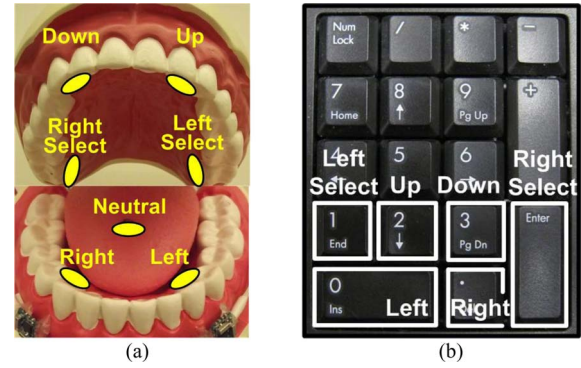 Down Up
Right Select
Left Select
Neutral
Right Left
(a)
Num Lock
/
*
-
7 Home
8 ↑
9 Pg Up
+
4
5
6
Left Select
Up
Down
Right Select
1 End
2 ↓
3 Pg Dn
Enter
0 Ins
Left
.
Right
(b)